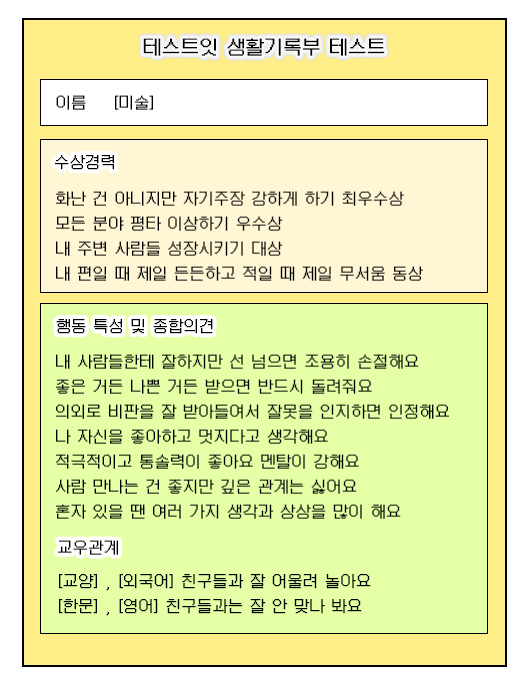 테스트잇 생활기록부 테스트
이름 [미술]
수상경력
화난 건 아니지만 자기주장 강하게 하기 최우수상
모든 분야 평타 이상하기 우수상
내 주변 사람들 성장시키기 대상
내 편일 때 제일 든든하고 적일 때 제일 무서움 동상
행동 특성 및 종합의견
내 사람들한테 잘하지만 선 넘으면 조용히 손절해요
좋은 거든 나쁜 거든 받으면 반드시 돌려줘요
의외로 비판을 잘 받아들여서 잘못을 인지하면 인정해요
나 자신을 좋아하고 멋지다고 생각해요
적극적이고 통솔력이 좋아요 멘탈이 강해요
사람 만나는 건 좋지만 깊은 관계는 싫어요
혼자 있을 땐 여러 가지 생각과 상상을 많이 해요
교우관계
[교양] , [외국어] 친구들과 잘 어울려 놀아요
[한문] , [영어] 친구들과는 잘 안 맞나 봐요